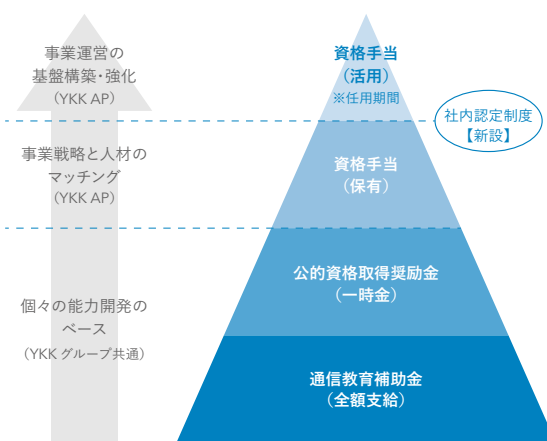 事業運営の
基盤構築・強化
(YKK AP)
資格手当
(活用)
※任用期間
社内認定制度
【新設】
事業戦略と人材の
マッチング
(YKK AP)
資格手当
(保有)
個々の能力開発の
ベース
(YKK グループ共通)
公的資格取得奨励金
(一時金)
通信教育補助金
(全額支給)